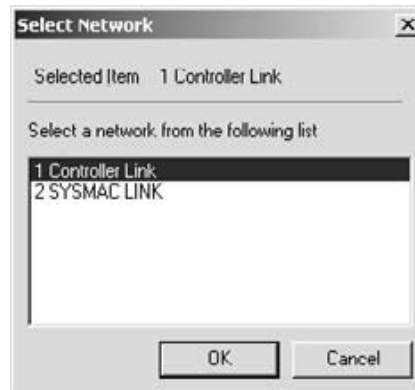 Select Network
Selected Item 1 Controller Link
Select a network from the following list
1 Controller Link
2 SYSMAC LINK
OK Cancel